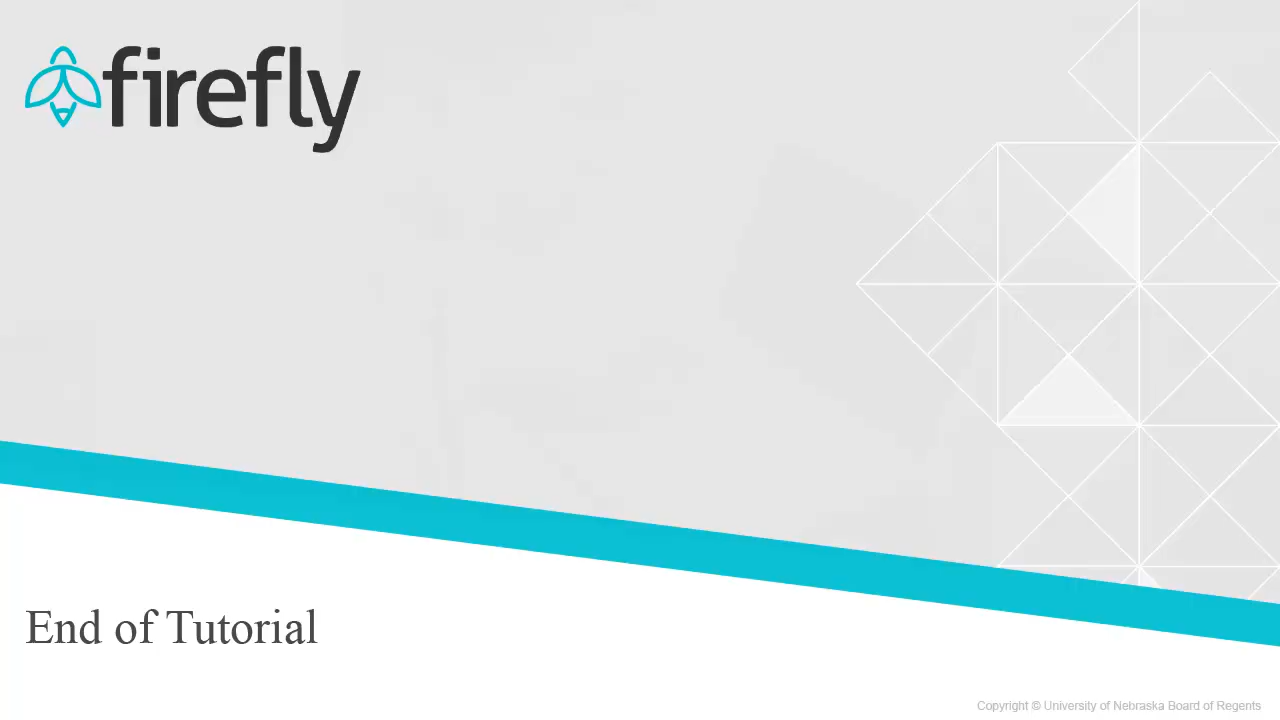 firefly
End of Tutorial
Copyright © University of Nebraska Board of Regents